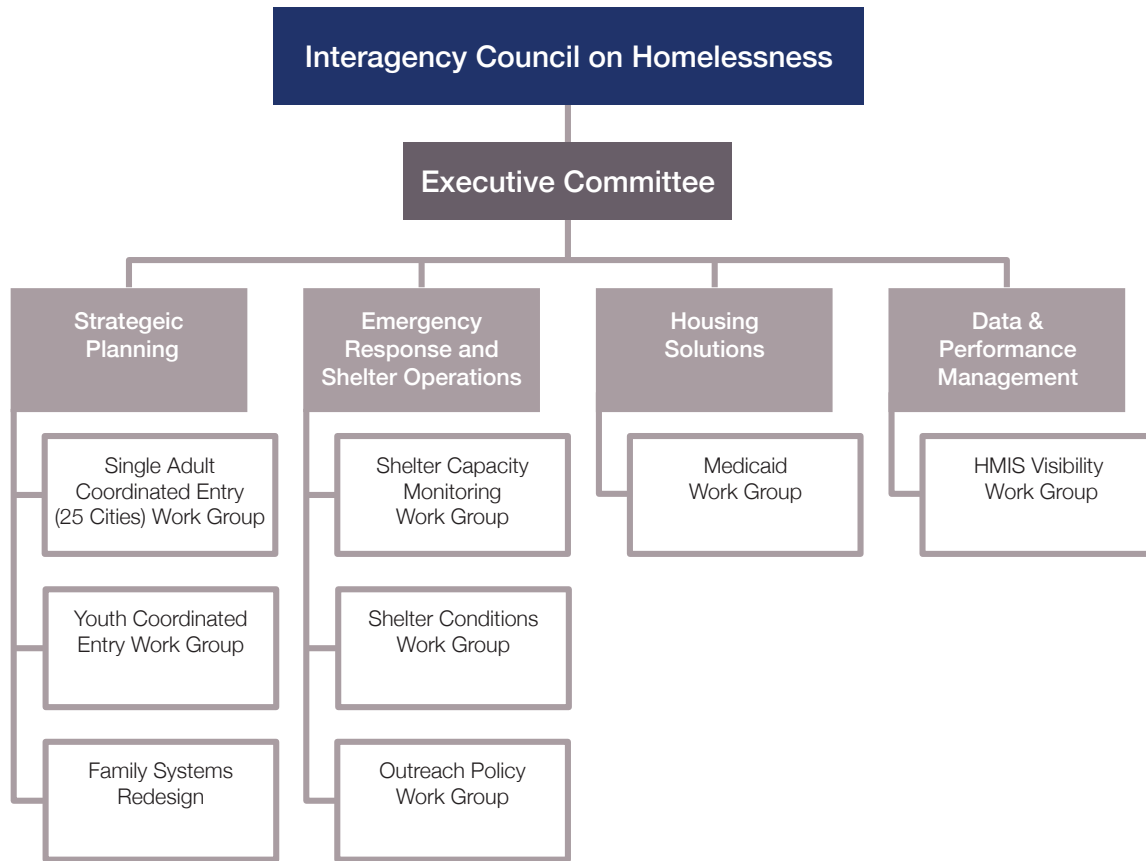 Interagency Council on Homelessness
Executive Committee
Strategeic
Planning
Emergency
Response and
Shelter Operations
Housing
Solutions
Data &
Performance
Management
Single Adult
Coordinated Entry
(25 Cities) Work Group
Shelter Capacity
Monitoring
Work Group
Medicaid
Work Group
HMIS Visibility
Work Group
Youth Coordinated
Entry Work Group
Shelter Conditions
Work Group
Family Systems
Redesign
Outreach Policy
Work Group